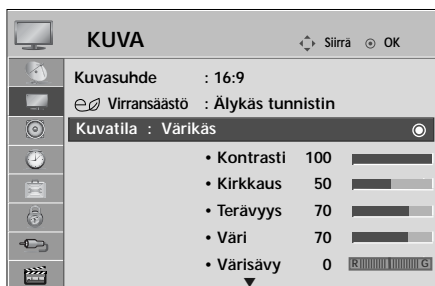 KUVA Siirrä OK
Kuvasuhde : 16:9
Virransäästö : Älykäs tunnistin
Kuvatila : Värikäs
• Kontrasti 100
• Kirkkaus 50
• Terävyys 70
• Väri 70
• Värisävy 0 R G